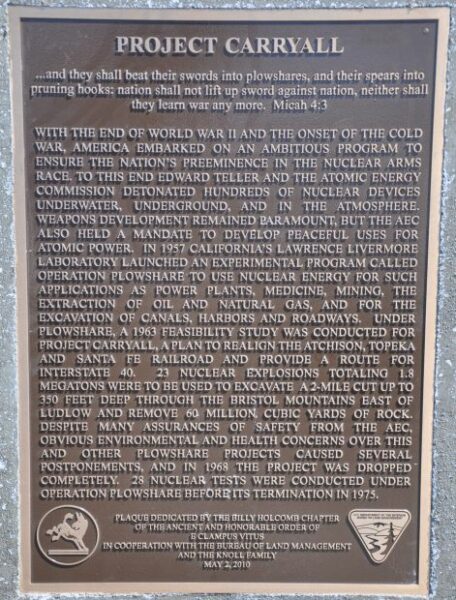 PROJECT CARRYALL
...and they shall beat their swords into plowshares, and their spears into
pruning hooks: nation shall not lift up sword against nation, neither shall
they learn war any more. Micah 4:3
WITH THE END OF WORLD WAR II AND THE ONSET OF THE COLD
WAR, AMERICA EMBARKED ON AN AMBITIOUS PROGRAM TO
ENSURE THE NATION'S PREEMINENCE IN THE NUCLEAR ARMS
RACE. TO THIS END EDWARD TELLER AND THE ATOMIC ENERGY
COMMISSION DETONATED HUNDREDS OF NUCLEAR DEVICES
UNDERWATER, UNDERGROUND, AND IN THE ATMOSPHERE.
WEAPONS DEVELOPMENT REMAINED PARAMOUNT, BUT THE AEC
ALSO HELD A MANDATE TO DEVELOP PEACEFUL USES FOR
ATOMIC POWER. IN 1957 CALIFORNIA'S LAWRENCE LIVERMORE
LABORATORY LAUNCHED AN EXPERIMENTAL PROGRAM CALLED
OPERATION PLOWSHARE TO USE NUCLEAR ENERGY FOR SUCH
APPLICATIONS AS POWER PLANTS, MEDICINE, MINING, THE
EXTRACTION OF OIL AND NATURAL GAS, AND FOR THE
EXCAVATION OF CANALS, HARBORS AND ROADWAYS. UNDER
PLOWSHARE, A 1963 FEASIBILITY STUDY WAS CONDUCTED FOR
PROJECT CARRYALL, A PLAN TO REALIGN THE ATCHISON, TOPEKA
AND SANTA FE RAILROAD AND PROVIDE A ROUTE FOR
INTERSTATE 40. 23 NUCLEAR EXPLOSIONS TOTALING 1.8
MEGATONS WERE TO BE USED TO EXCAVATE A 2-MILE CUT UP TO
350 FEET DEEP THROUGH THE BRISTOL MOUNTAINS EAST OF
LUDLOW AND REMOVE 60 MILLION CUBIC YARDS OF ROCK.
DESPITE MANY ASSURANCES OF SAFETY FROM THE AEC,
OBVIOUS ENVIRONMENTAL AND HEALTH CONCERNS OVER THIS
AND OTHER PLOWSHARE PROJECTS CAUSED SEVERAL
POSTPONEMENTS, AND IN 1968 THE PROJECT WAS DROPPED
COMPLETELY. 28 NUCLEAR TESTS WERE CONDUCTED UNDER
OPERATION PLOWSHARE BEFORE ITS TERMINATION IN 1975.
PLAQUE DEDICATED BY THE BILLY HOLCOMB CHAPTER
OF THE ANCIENT AND HONORABLE ORDER OF
E CLAMPUS VITUS
IN COOPERATION WITH THE BUREAU OF LAND MANAGEMENT
AND THE KNOLL FAMILY
MAY 2, 2010